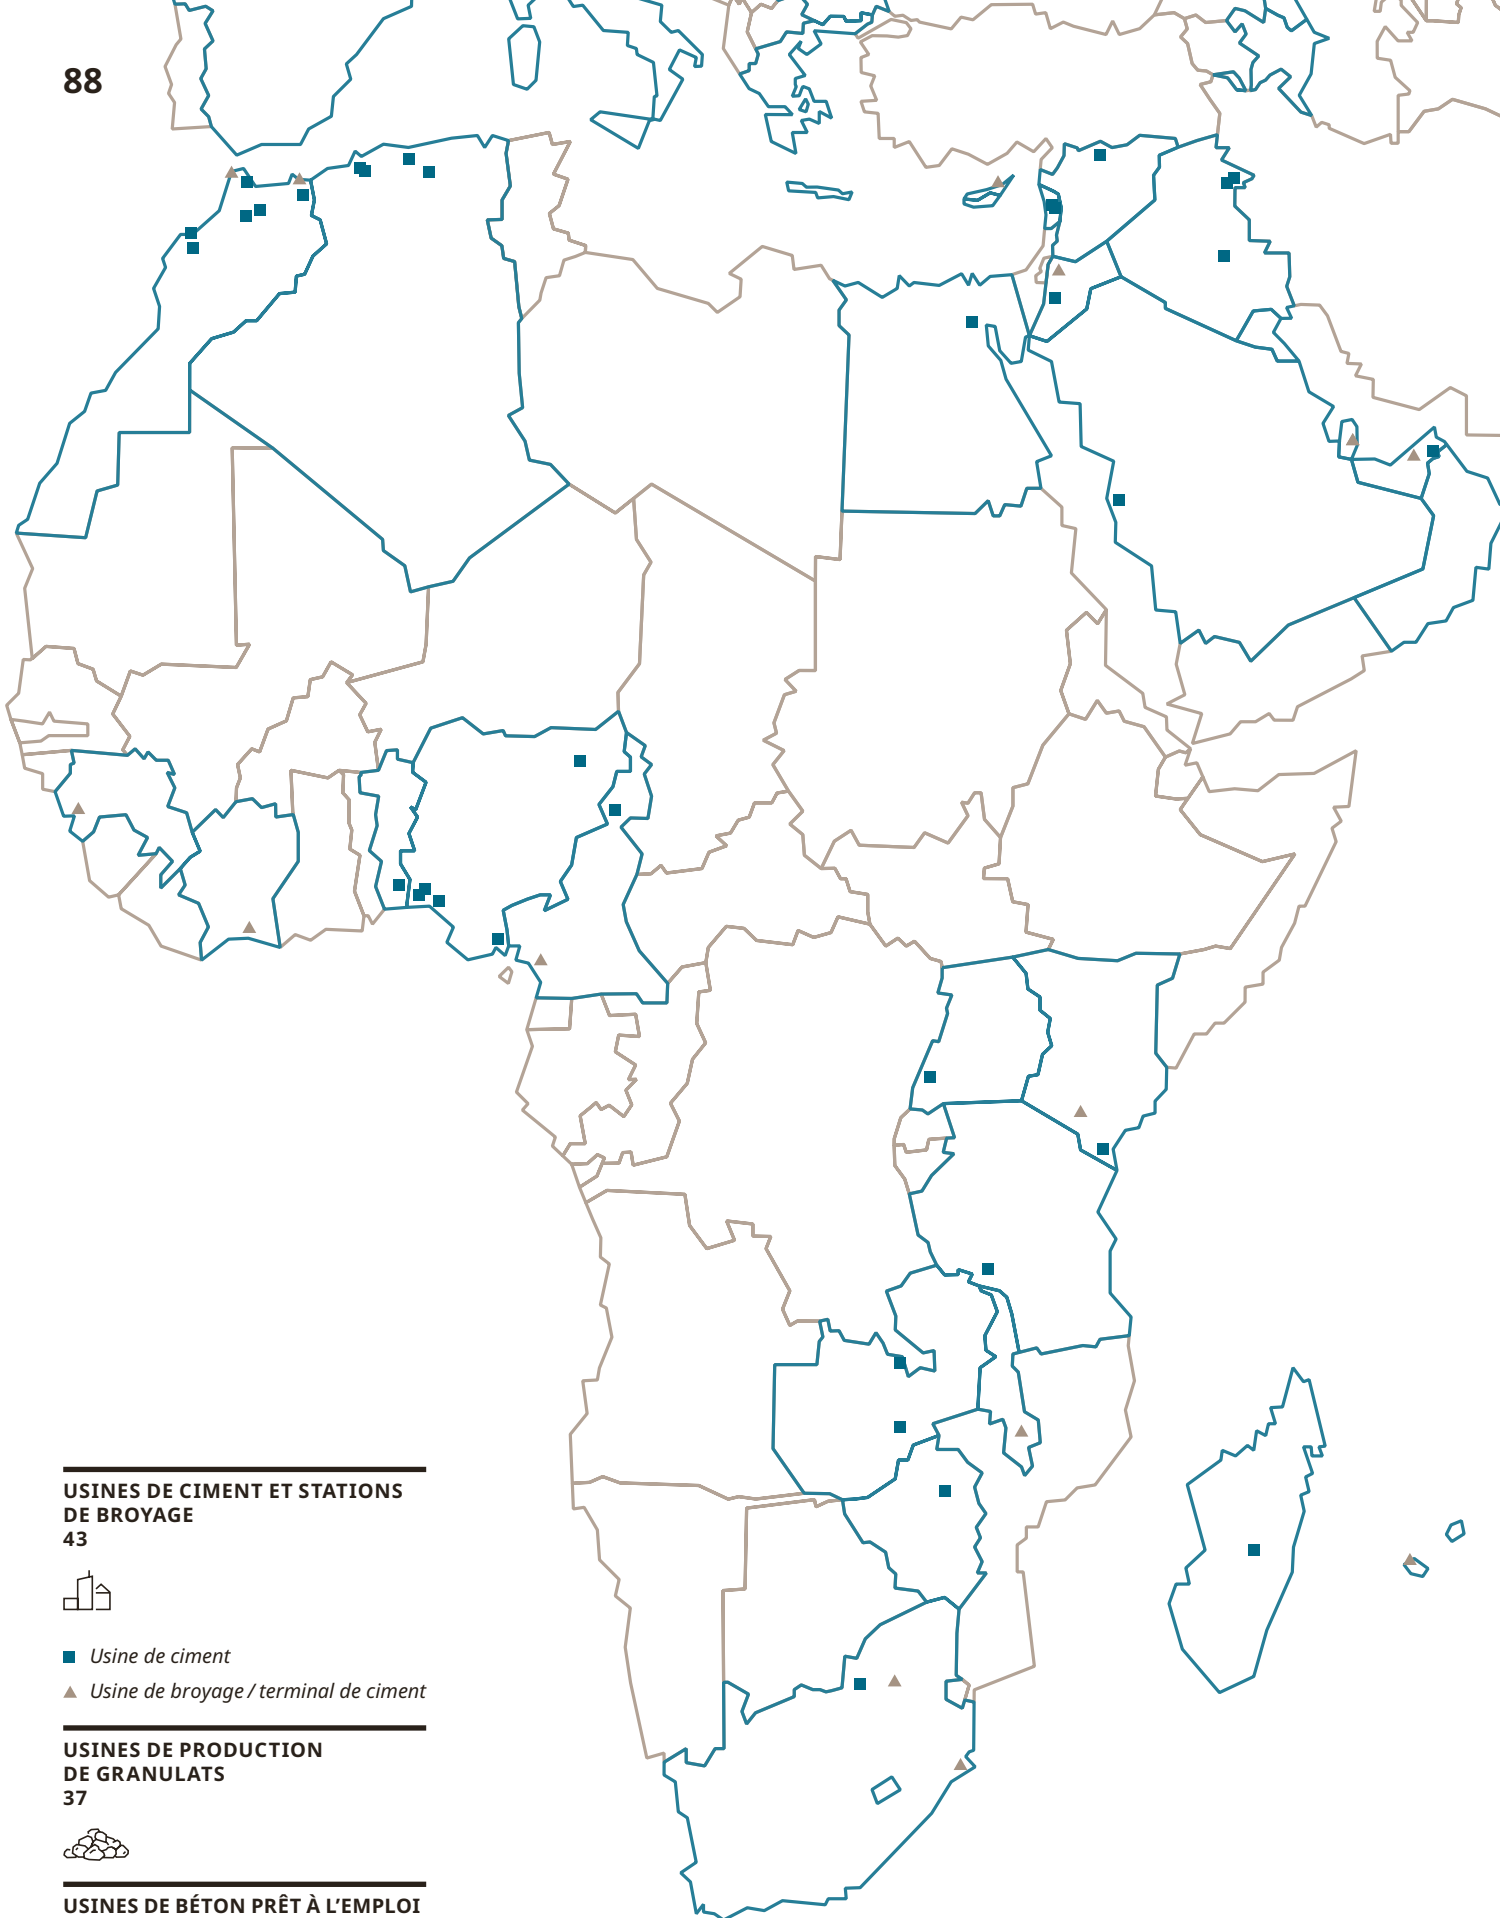 88
USINES DE CIMENT ET STATIONS
DE BROYAGE
43
Usine de ciment
Usine de broyage / terminal de ciment
USINES DE PRODUCTION
DE GRANULATS
37
USINES DE BÉTON PRÊT À L’EMPLOI